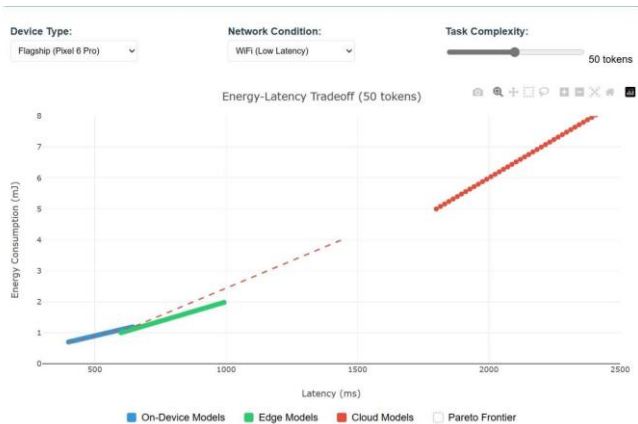 Device Type: Network Condition: Task Complexity:
Flagship (Pixel 6 Pro) WiFi (Low Latency) 50 tokens
Energy-Latency Tradeoff (50 tokens)
8
7
6
5
4
3
2
1
0
Energy Consumption (mJ)
500 1000 1500 2000 2500
Latency (ms)
On-Device Models Edge Models Cloud Models Pareto Frontier